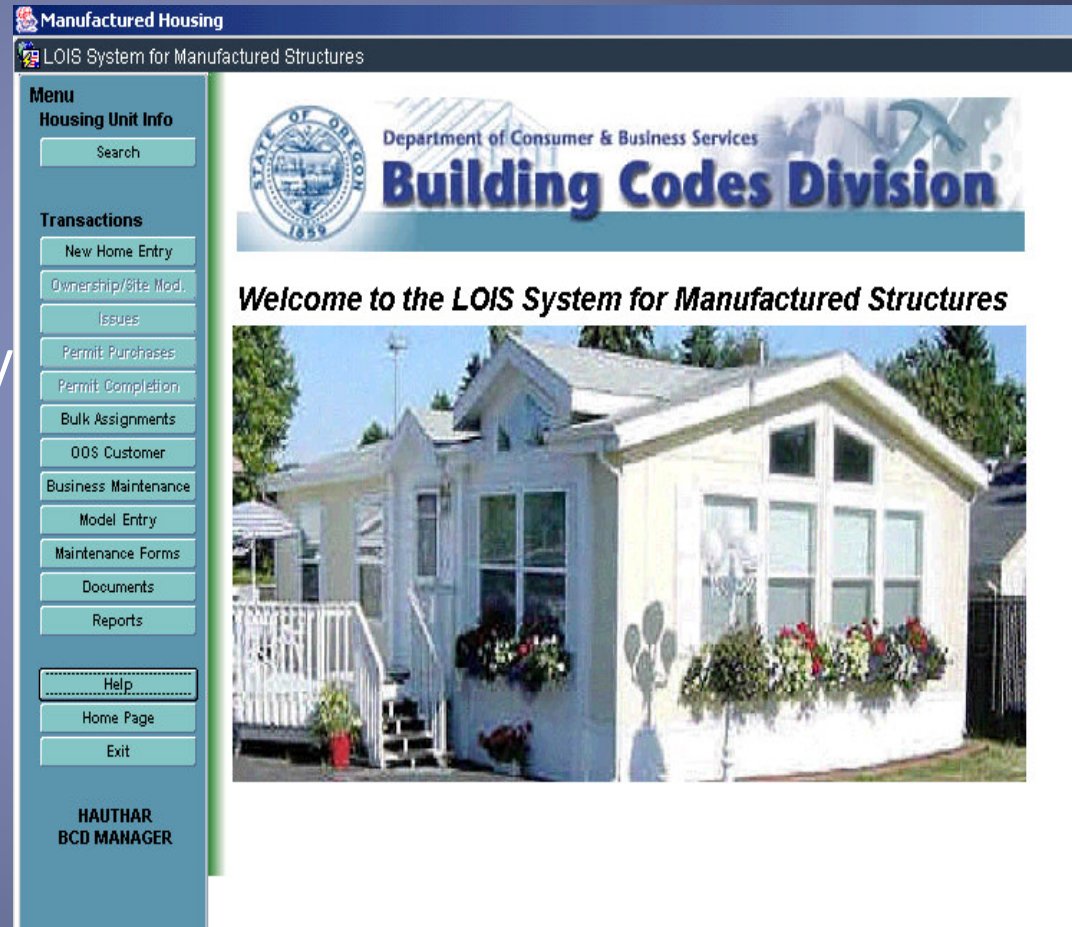 Manufactured Housing
LOIS System for Manufactured Structures
Menu
Housing Unit Info
Search
Transactions
New Home Entry
Ownership/Site Mod.
Issues
Permit Purchases
Permit Completion
Bulk Assignments
OOS Customer
Business Maintenance
Model Entry
Maintenance Forms
Documents
Reports
Help
Home Page
Exit
HAUTHAR
BCD MANAGER
STATE OF OREGON
1859
Department of Consumer & Business Services
Building Codes Division
Welcome to the LOIS System for Manufactured Structures